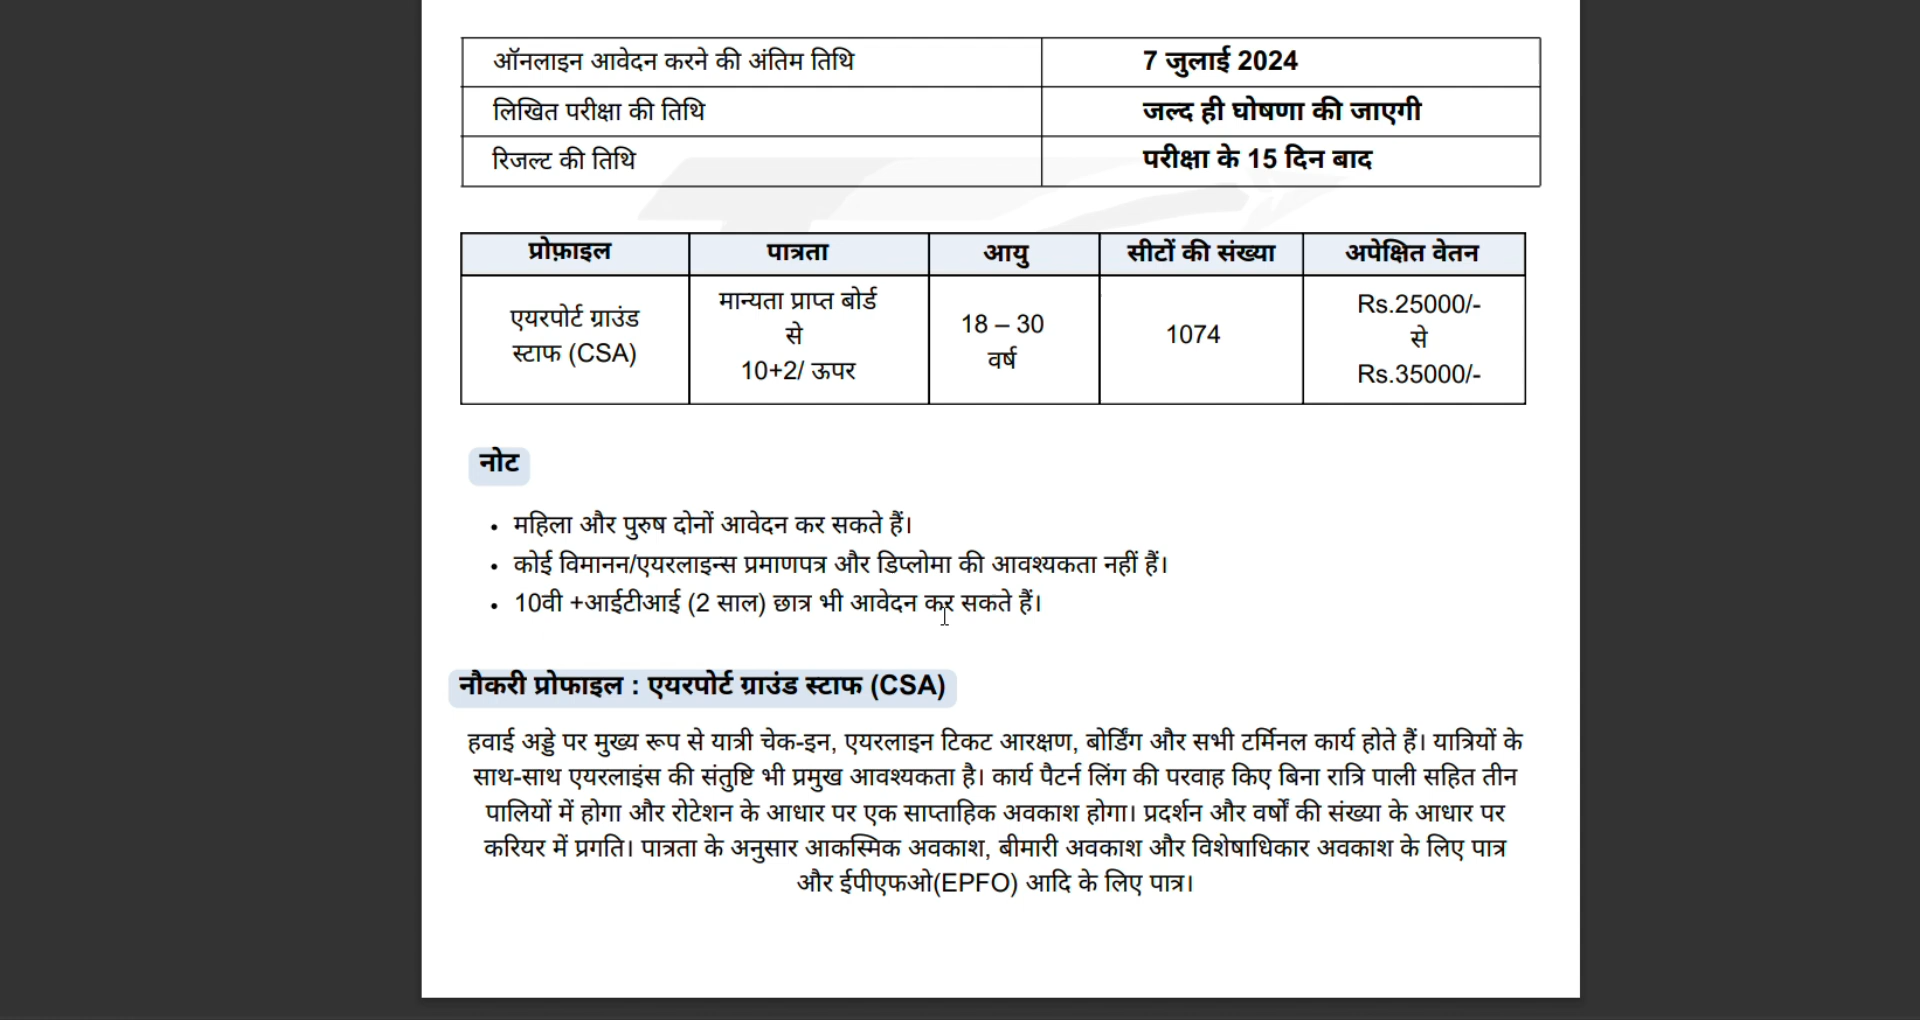 ऑनलाइन आवेदन करने की अंतिम तिथि 7 जुलाई 2024
लिखित परीक्षा की तिथि जल्द ही घोषणा की जाएगी
रिजल्ट की तिथि परीक्षा के 15 दिन बाद
प्रोफ़ाइल पात्रता आयु सीटों की संख्या अपेक्षित वेतन
एयरपोर्ट ग्राउंड
स्टाफ (CSA)
मान्यता प्राप्त बोर्ड
से
10+2/ ऊपर
18 – 30
वर्ष
1074
Rs.25000/-
से
Rs.35000/-
नोट
• महिला और पुरुष दोनों आवेदन कर सकते हैं।
• कोई विमानन/एयरलाइन्स प्रमाणपत्र और डिप्लोमा की आवश्यकता नहीं हैं।
• 10वी +आईटीआई (2 साल) छात्र भी आवेदन कर सकते हैं।
नौकरी प्रोफाइल : एयरपोर्ट ग्राउंड स्टाफ (CSA)
हवाई अड्डे पर मुख्य रूप से यात्री चेक-इन, एयरलाइन टिकट आरक्षण, बोर्डिंग और सभी टर्मिनल कार्य होते हैं। यात्रियों के
साथ-साथ एयरलाइंस की संतुष्टि भी प्रमुख आवश्यकता है। कार्य पैटर्न लिंग की परवाह किए बिना रात्रि पाली सहित तीन
पालियों में होगा और रोटेशन के आधार पर एक साप्ताहिक अवकाश होगा। प्रदर्शन और वर्षों की संख्या के आधार पर
करियर में प्रगति। पात्रता के अनुसार आकस्मिक अवकाश, बीमारी अवकाश और विशेषाधिकार अवकाश के लिए पात्र
और ईपीएफओ(EPFO) आदि के लिए पात्र।